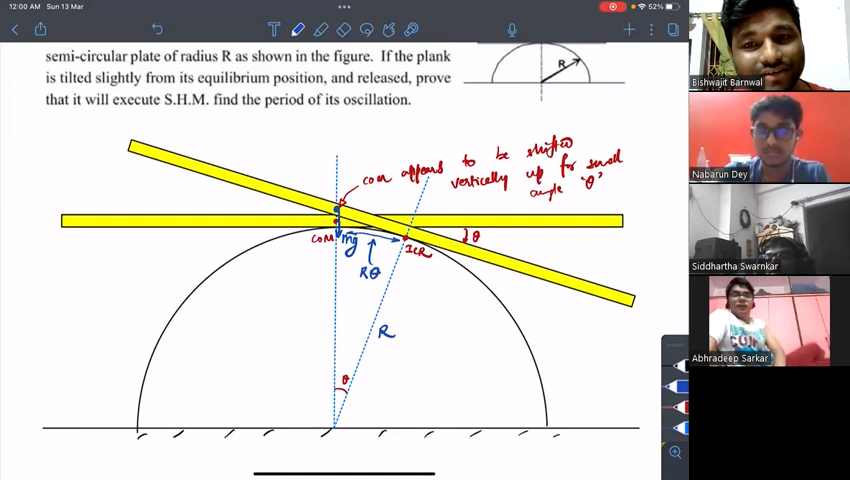 12:00 AM Sun 13 Mar
52%
semi-circular plate of radius R as shown in the figure. If the plank
is tilted slightly from its equilibrium position, and released, prove
that it will execute S.H.M. find the period of its oscillation.
R
com appears to be shifted
vertically up for small
angle 'θ'
com
mg
Rθ
ICR
θ
R
θ
Bishwajit Barnwal
Nabarun Dey
Siddhartha Swarnkar
Abhradeep Sarkar